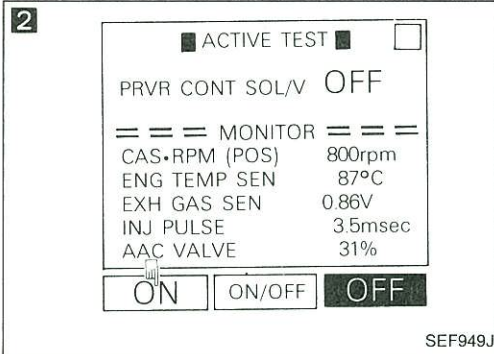 2
■ ACTIVE TEST ■
PRVR CONT SOL/V OFF
= = = MONITOR = = =
CAS•RPM (POS) 800rpm
ENG TEMP SEN 87°C
EXH GAS SEN 0.86V
INJ PULSE 3.5msec
AAC VALVE 31%
ON ON/OFF OFF
SEF949J